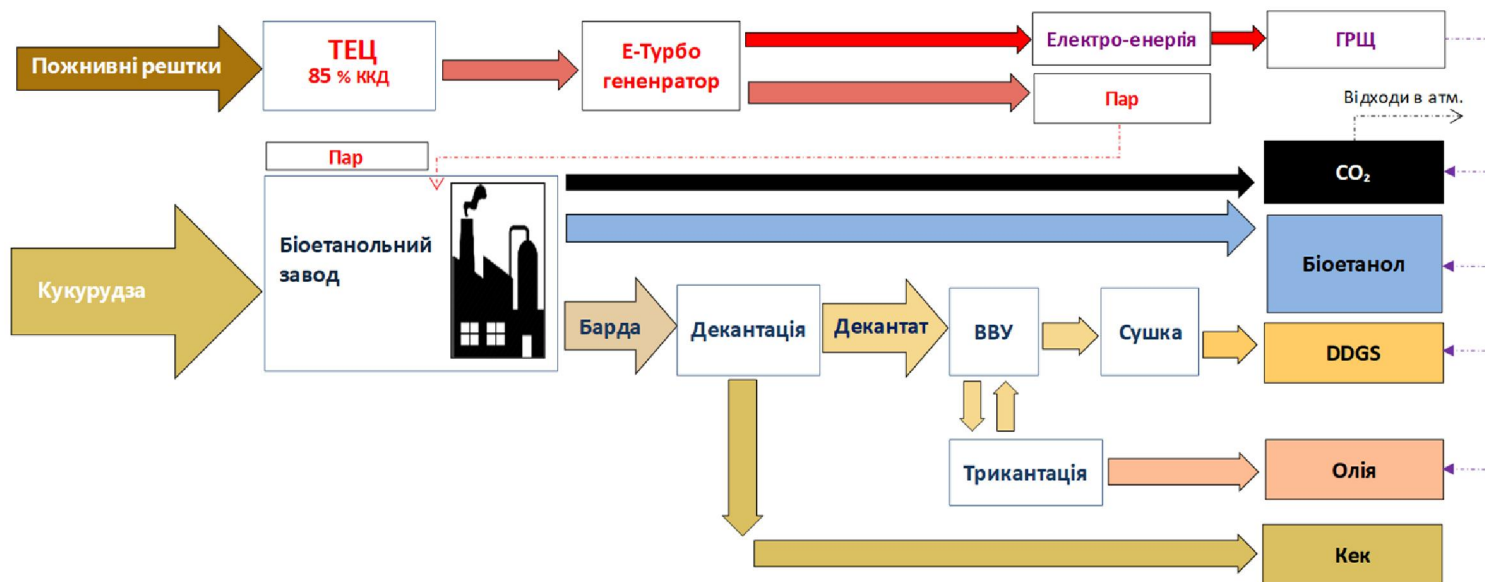 Пожнивні рештки
ТЕЦ
85 % ККД
Е-Турбо
гененратор
Електро-енергія
ГРЩ
Пар
Відходи в атм.
Пар
CO₂
Біоетанольний
завод
Кукурудза
Біоетанол
Барда
Декантація
Декантат
ВВУ
Сушка
DDGS
Трикантація
Олія
Кек